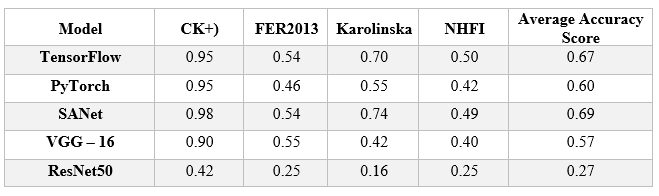 Model CK+) FER2013 Karolinska NHFI Average Accuracy Score
TensorFlow 0.95 0.54 0.70 0.50 0.67
PyTorch 0.95 0.46 0.55 0.42 0.60
SANet 0.98 0.54 0.74 0.49 0.69
VGG – 16 0.90 0.55 0.42 0.40 0.57
ResNet50 0.42 0.25 0.16 0.25 0.27